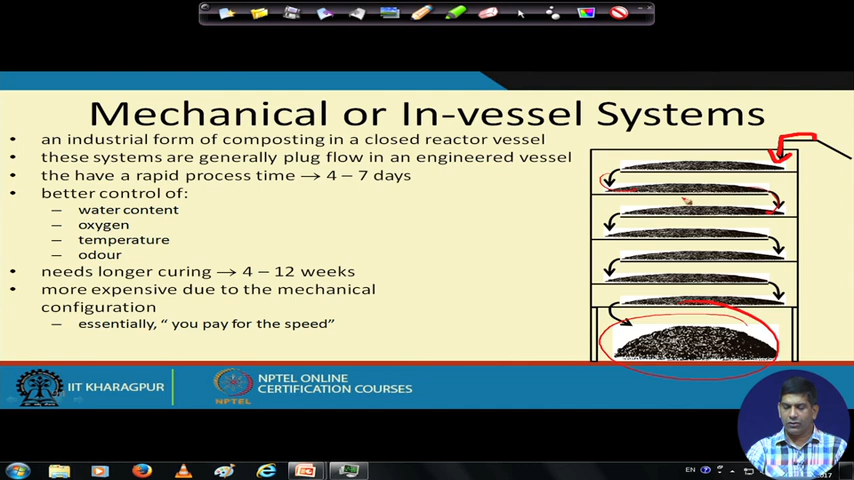 Mechanical or In-vessel Systems
• an industrial form of composting in a closed reactor vessel
• these systems are generally plug flow in an engineered vessel
• the have a rapid process time → 4 – 7 days
• better control of:
– water content
– oxygen
– temperature
– odour
• needs longer curing → 4 – 12 weeks
• more expensive due to the mechanical
configuration
– essentially, “ you pay for the speed”
IIT KHARAGPUR
NPTEL
NPTEL ONLINE
CERTIFICATION COURSES
EN